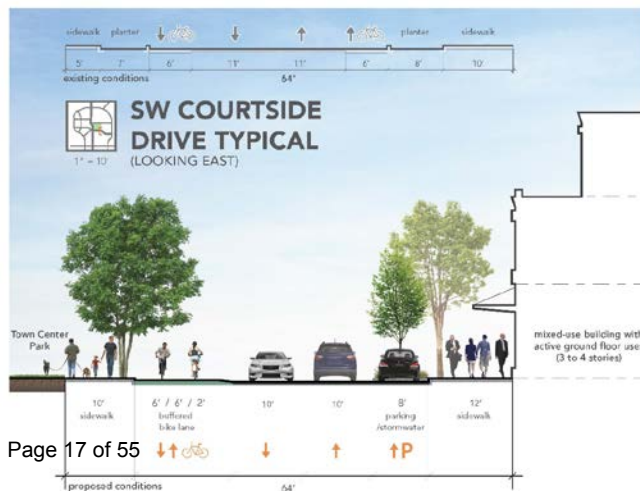 sidewalk planter planter sidewalk
5' 7' 6' 11' 11' 6' 8' 10'
existing conditions 64'
SW COURTSIDE
DRIVE TYPICAL
(LOOKING EAST)
1" = 10'
Town Center
Park
mixed-use building with
active ground floor use
(3 to 4 stories)
10' 6' / 6' / 2' 10' 10' 8' 12'
sidewalk buffered parking sidewalk
bike lane /stormwater
P
Page 17 of 55
proposed conditions 64'